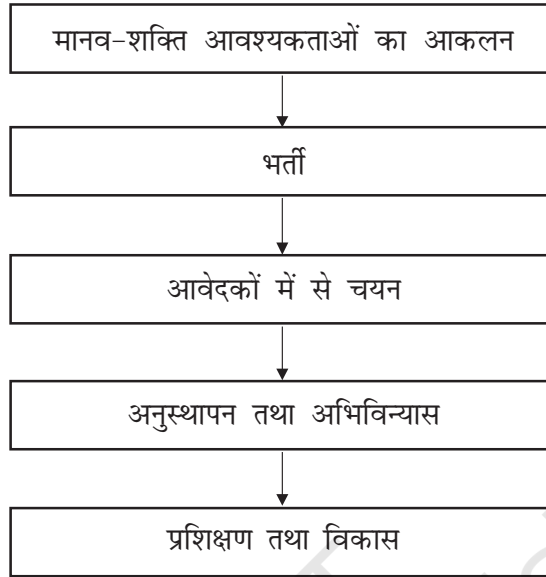 मानव-शक्ति आवश्यकताओं का आकलन
भर्ती
आवेदकों में से चयन
अनुस्थापन तथा अभिविन्यास
प्रशिक्षण तथा विकास